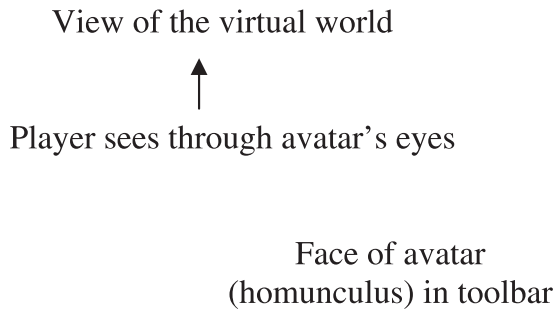 View of the virtual world
Player sees through avatar’s eyes
Face of avatar
(homunculus) in toolbar